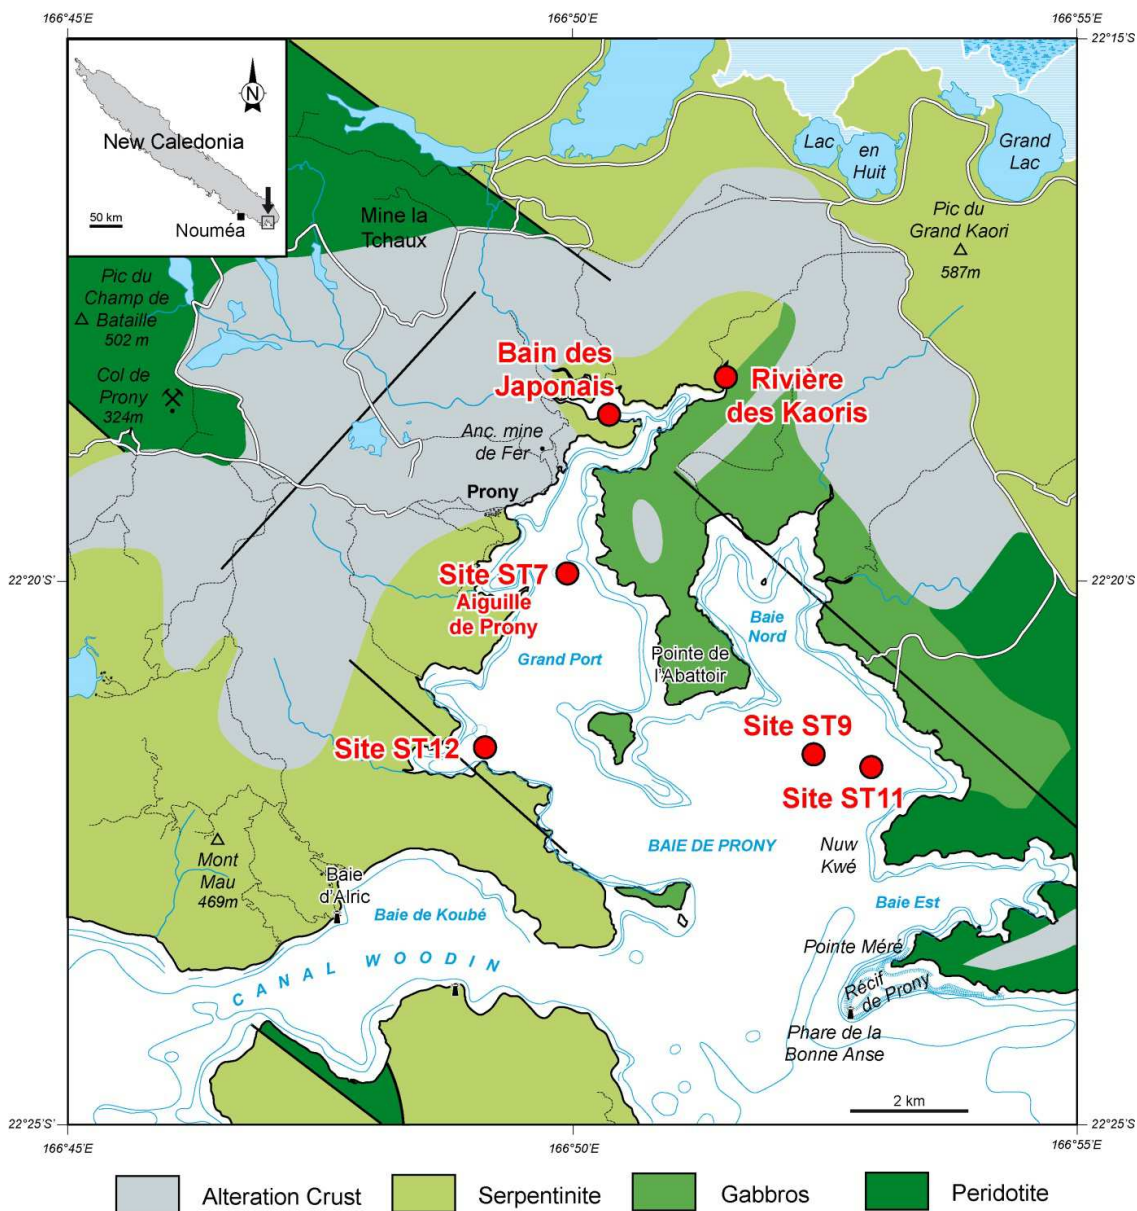 166°45'E
166°50'E
166°55'E
22°15'S
New Caledonia
N
50 km
Nouméa
Mine la
Tchaux
Lac
en
Huit
Grand
Lac
Pic du
Grand Kaori
587m
Pic du
Champ de
Bataille
502 m
Col de
Prony
324m
Bain des
Japonais
Rivière
des Kaoris
Anc. mine
de Fer
Prony
22°20'S'
22°20'S
Site ST7
Aiguille
de Prony
Grand Port
Baie
Nord
Pointe de
l'Abattoir
Site ST12
Site ST9
Site ST11
BAIE DE PRONY
Nuw
Kwé
Mont
Mau
469m
Baie
d'Alric
Baie de Koubé
Baie Est
CANAL WOODIN
Pointe Méré
Récif
de Prony
Phare de la
Bonne Anse
2 km
22°25'S'
22°25'S
166°45'E
166°50'E
166°55'E
Alteration Crust
Serpentinite
Gabbros
Peridotite